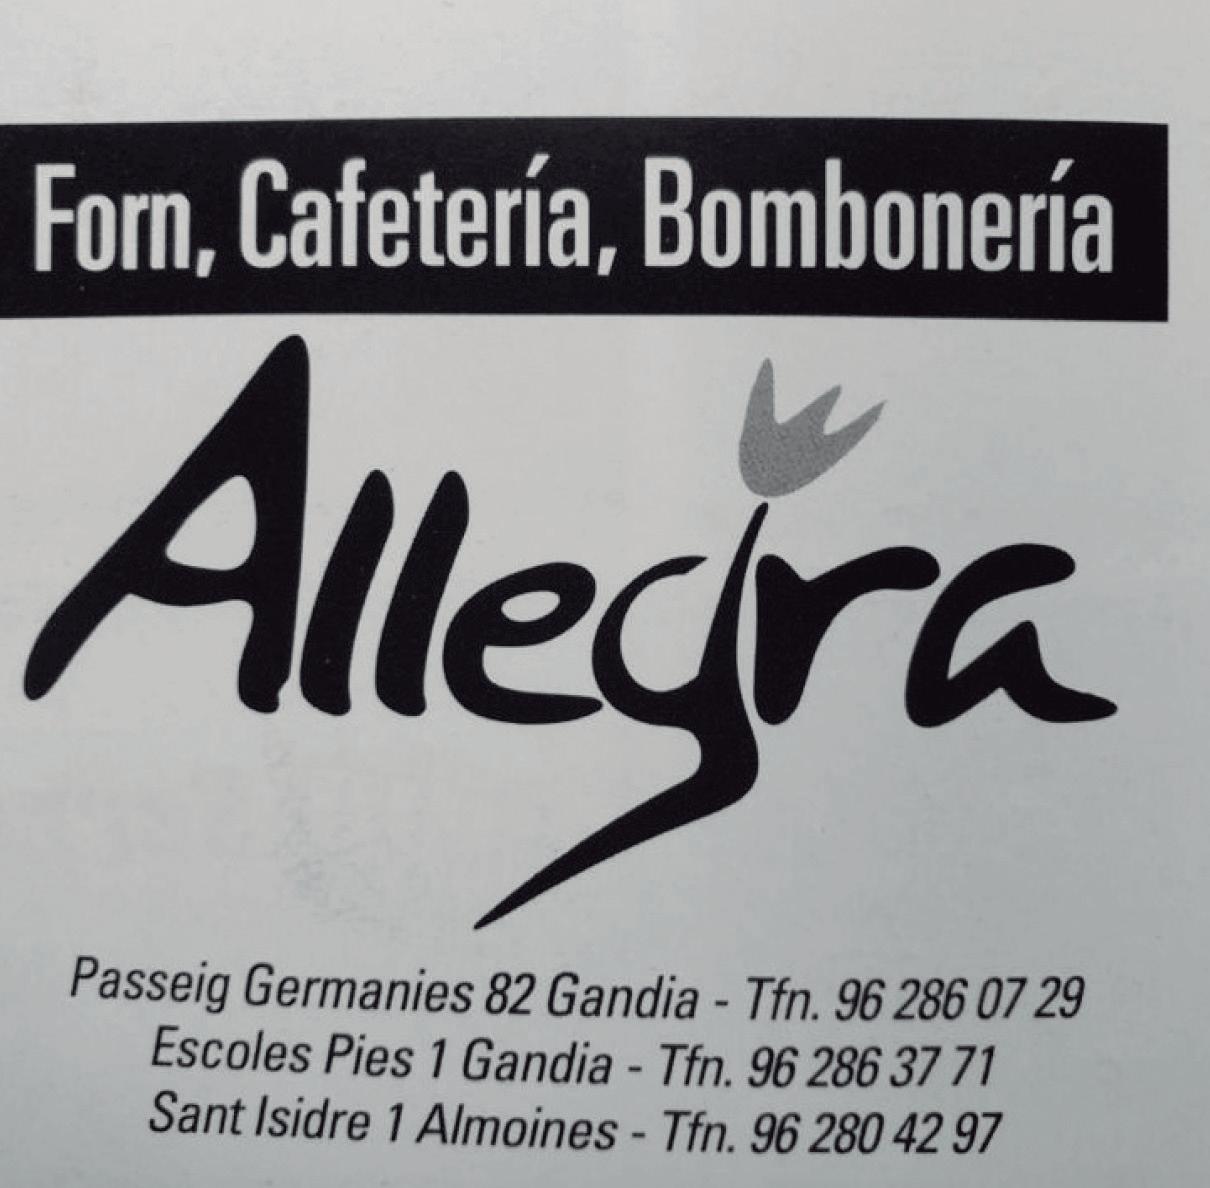 Forn, Cafetería, Bombonería
Allegra
Passeig Germanies 82 Gandia - Tfn. 96 286 07 29
Escoles Pies 1 Gandia - Tfn. 96 286 37 71
Sant Isidre 1 Almoines - Tfn. 96 280 42 97